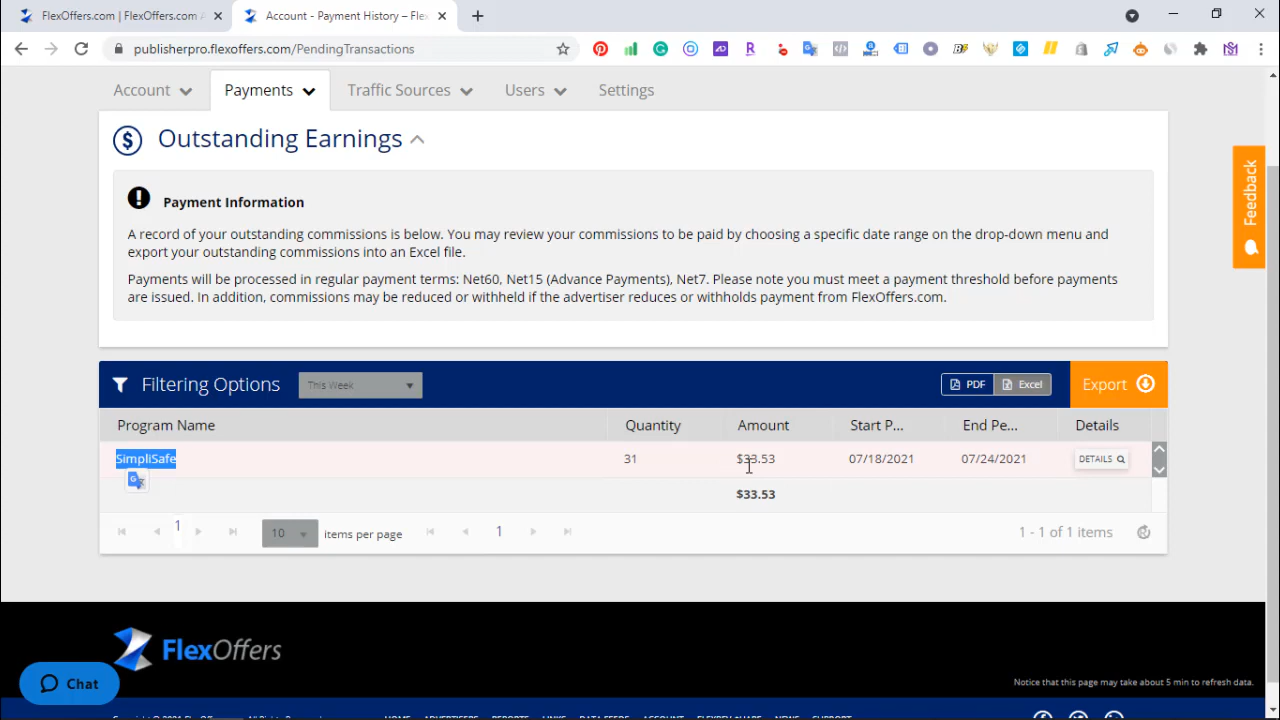 FlexOffers.com | FlexOffers.com
Account - Payment History – Flex
publisherpro.flexoffers.com/PendingTransactions
Account
Payments
Traffic Sources
Users
Settings
Outstanding Earnings
Payment Information
A record of your outstanding commissions is below. You may review your commissions to be paid by choosing a specific date range on the drop-down menu and
export your outstanding commissions into an Excel file.
Payments will be processed in regular payment terms: Net60, Net15 (Advance Payments), Net7. Please note you must meet a payment threshold before payments
are issued. In addition, commissions may be reduced or withheld if the advertiser reduces or withholds payment from FlexOffers.com.
Feedback
Filtering Options This Week PDF Excel Export
Program Name Quantity Amount Start P... End Pe... Details
SimpliSafe 31 $33.53 07/18/2021 07/24/2021 DETAILS
$33.53
1 10 items per page 1 1 - 1 of 1 items
FlexOffers
Chat
Notice that this page may take about 5 min to refresh data.